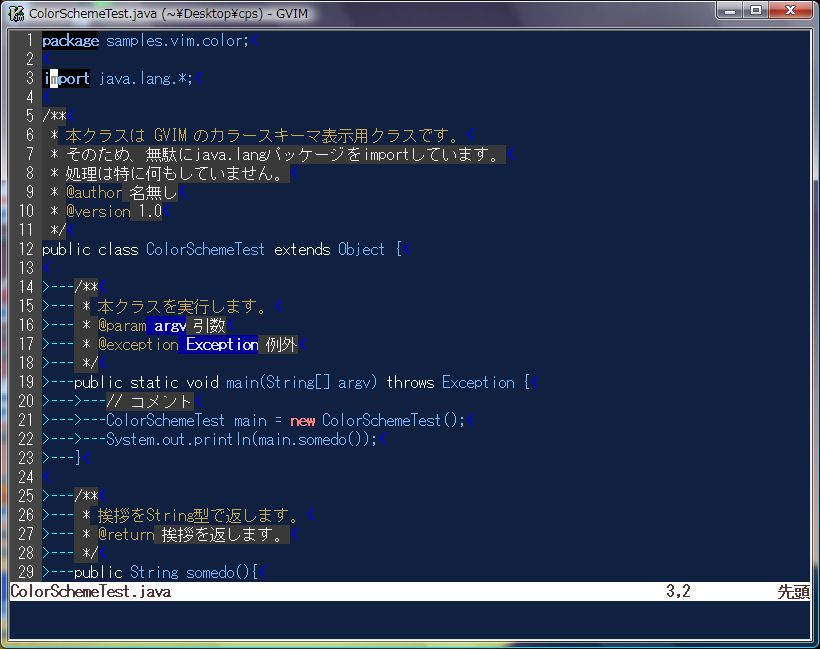 ColorSchemeTest.java (~¥Desktop¥cps) - GVIM
1 package samples.vim.color;
2
3 import java.lang.*;
4
5 /**
6  * 本クラスは GVIM のカラースキーマ表示用クラスです。
7  * そのため、無駄にjava.langパッケージをimportしています。
8  * 処理は特に何もしていません。
9  * @author 名無し
10  * @version 1.0
11  */
12 public class ColorSchemeTest extends Object {
13
14 >---/**
15 >--- * 本クラスを実行します。
16 >--- * @param argv 引数
17 >--- * @exception Exception 例外
18 >--- */
19 >---public static void main(String[] argv) throws Exception {
20 >--->---// コメント
21 >--->---ColorSchemeTest main = new ColorSchemeTest();
22 >--->---System.out.println(main.somedo());
23 >---}
24
25 >---/**
26 >--- * 挨拶をString型で返します。
27 >--- * @return 挨拶を返します。
28 >--- */
29 >---public String somedo(){
ColorSchemeTest.java 3,2 先頭